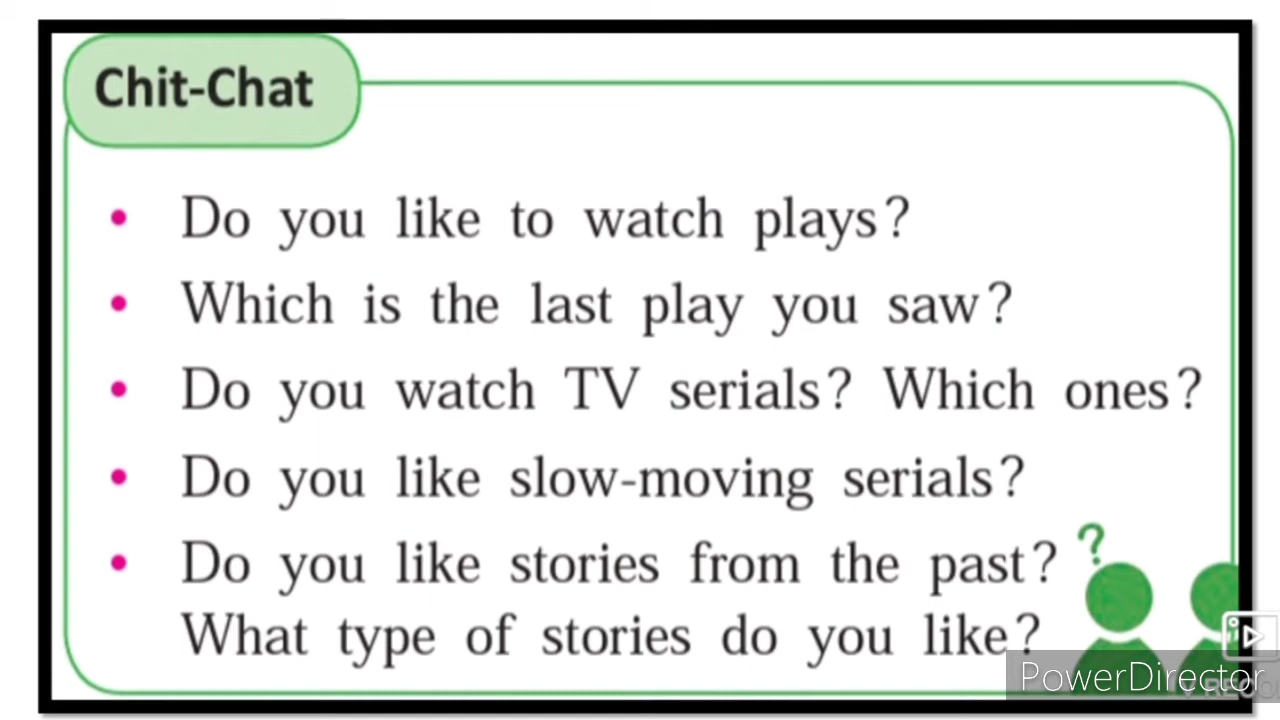 Chit-Chat
• Do you like to watch plays?
• Which is the last play you saw?
• Do you watch TV serials? Which ones?
• Do you like slow-moving serials?
• Do you like stories from the past?
What type of stories do you like?
?
PowerDirector